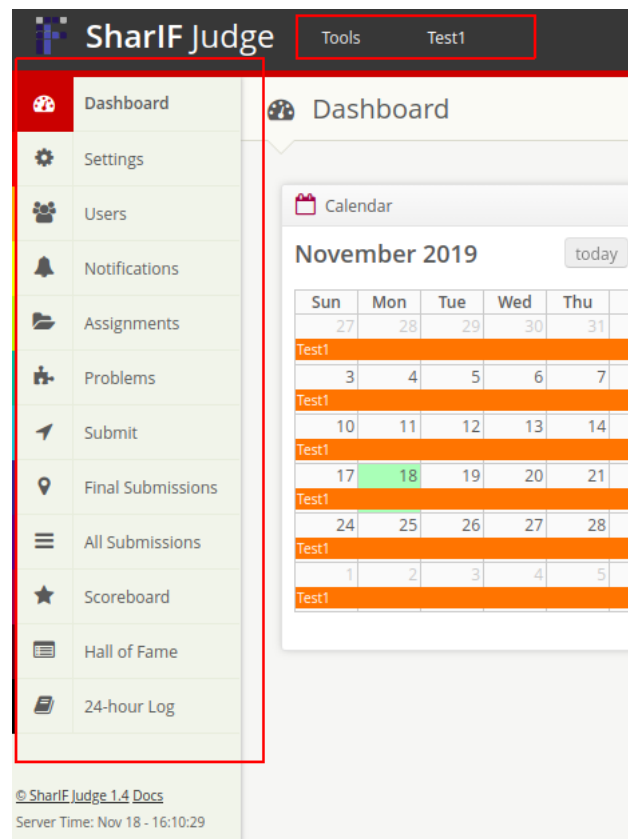 SharIF Judge Tools Test1
Dashboard
Settings
Users
Notifications
Assignments
Problems
Submit
Final Submissions
All Submissions
Scoreboard
Hall of Fame
24-hour Log
© SharIF Judge 1.4 Docs
Server Time: Nov 18 - 16:10:29
Dashboard
Calendar
November 2019 today
Sun Mon Tue Wed Thu
27 28 29 30 31
Test1
3 4 5 6 7
Test1
10 11 12 13 14
Test1
17 18 19 20 21
Test1
24 25 26 27 28
Test1
1 2 3 4 5
Test1